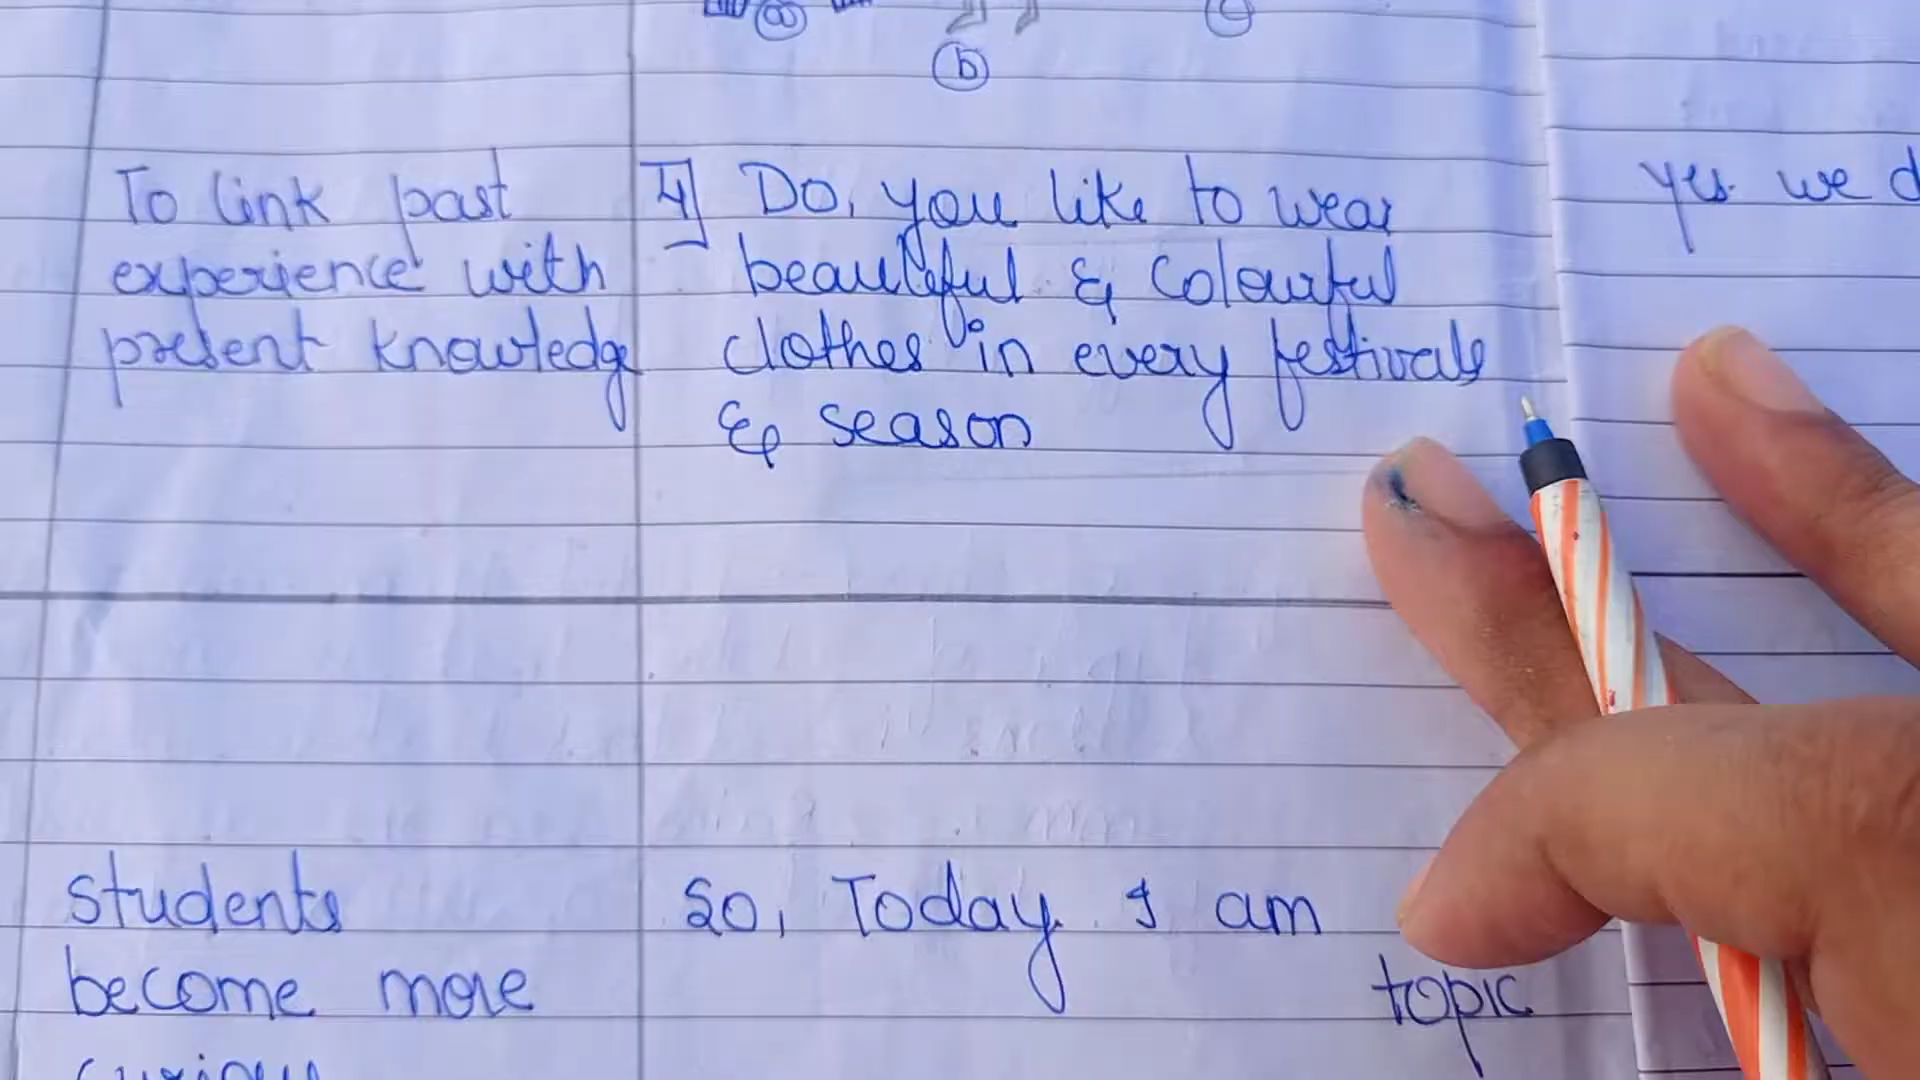 a
b
c
To link past
experience with
present knowledge
4 Do, you like to wear
beautiful & colourful
clothes in every festivals
& season
yes. we d
students
become more
curious
So, Today I am
topic